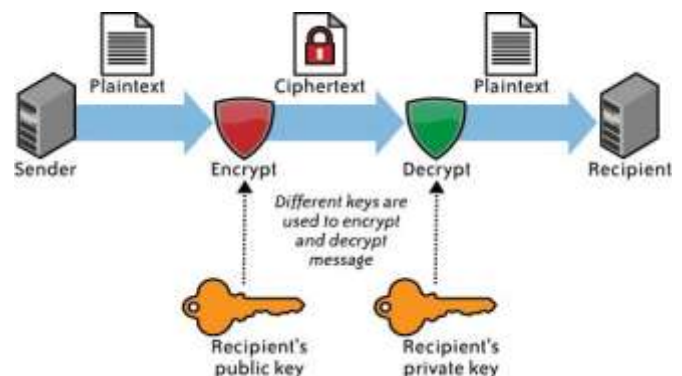 Plaintext
Ciphertext
Plaintext
1
Sender
Encrypt
Decrypt
Recipient
Different keys are
used to encrypt
and decrypt
message
Recipient's
public key
Recipient's
private key